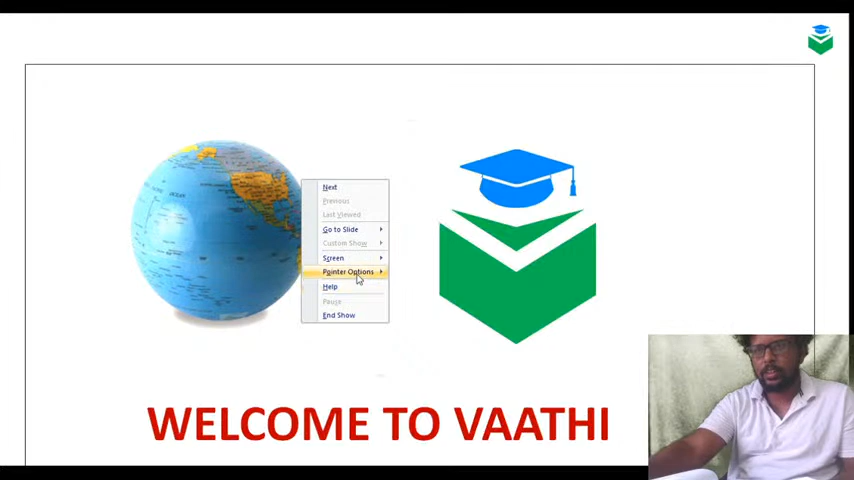 Next
Previous
Last Viewed
Go to Slide
Custom Show
Screen
Pointer Options
Help
Pause
End Show
WELCOME TO VAATHI